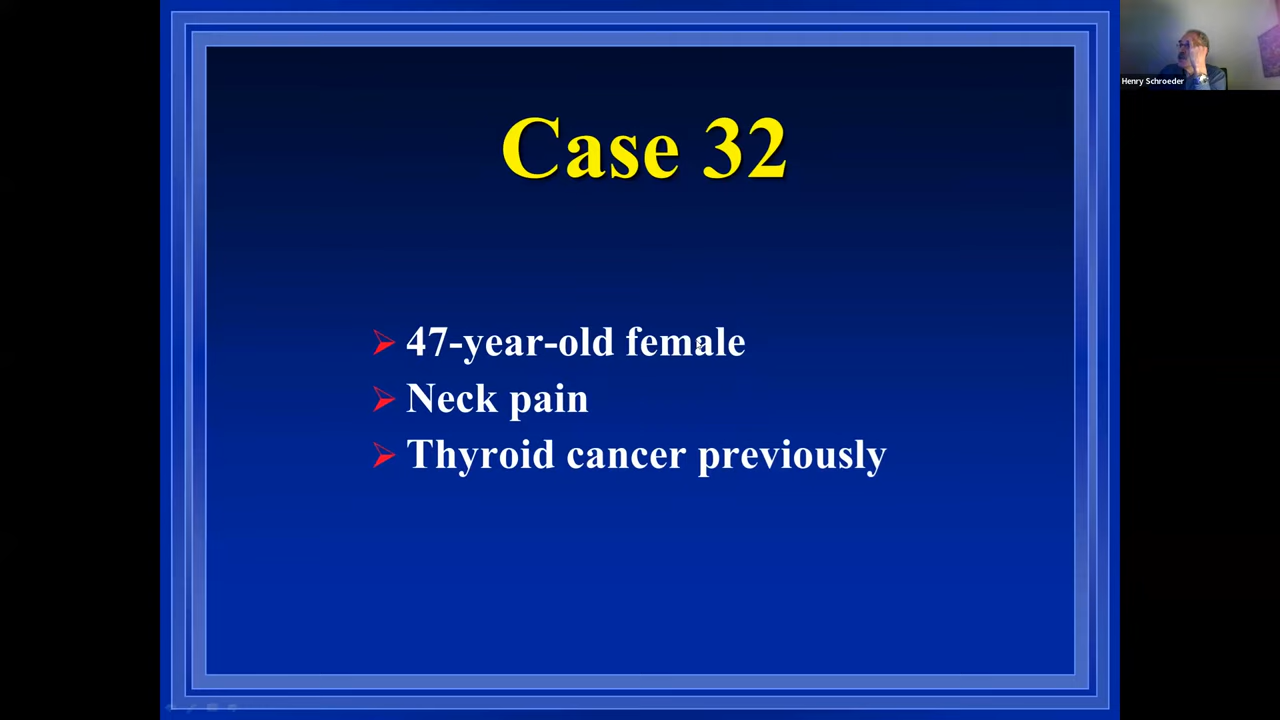 Case 32
47-year-old female
Neck pain
Thyroid cancer previously
Henry Schroeder